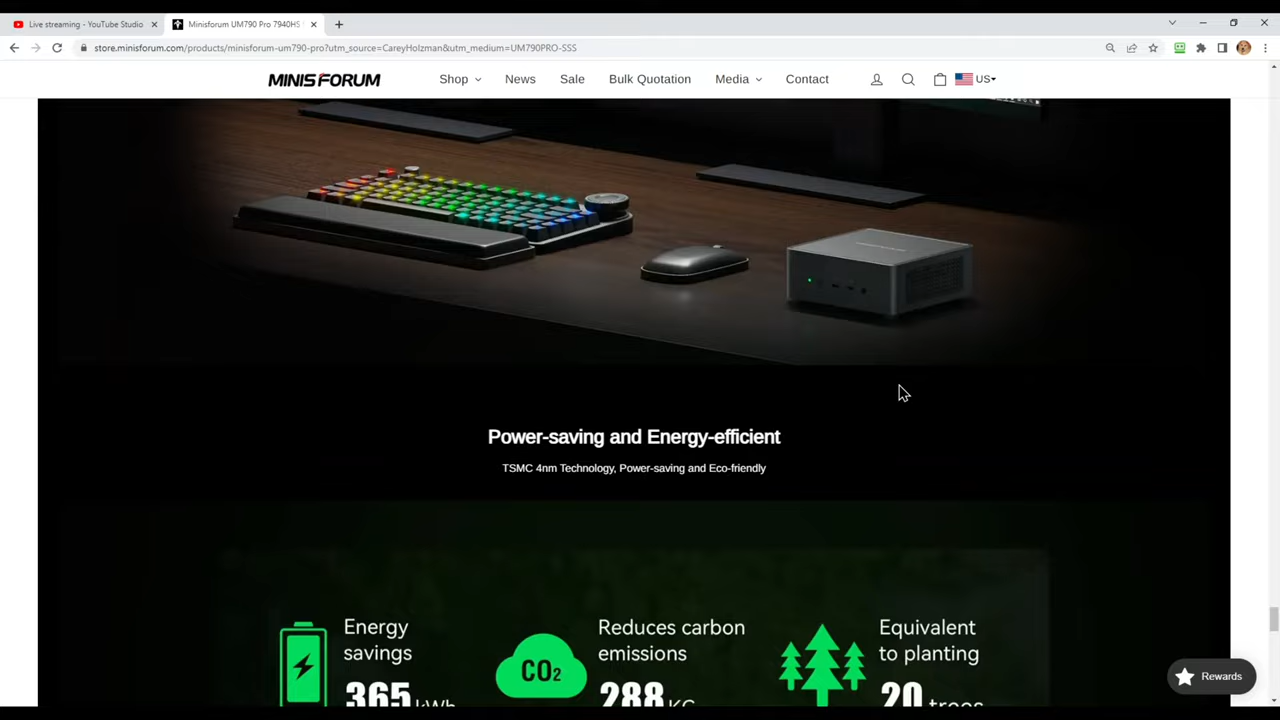 Live streaming - YouTube Studio
Minisforum UM790 Pro 7940HS
store.minisforum.com/products/minisforum-um790-pro?utm_source=CareyHolzman&utm_medium=UM790PRO-SSS
MINISFORUM
Shop
News
Sale
Bulk Quotation
Media
Contact
US
Power-saving and Energy-efficient
TSMC 4nm Technology, Power-saving and Eco-friendly
Energy
savings
365 kWh
CO2
Reduces carbon
emissions
288 KG
Equivalent
to planting
20 trees
Rewards